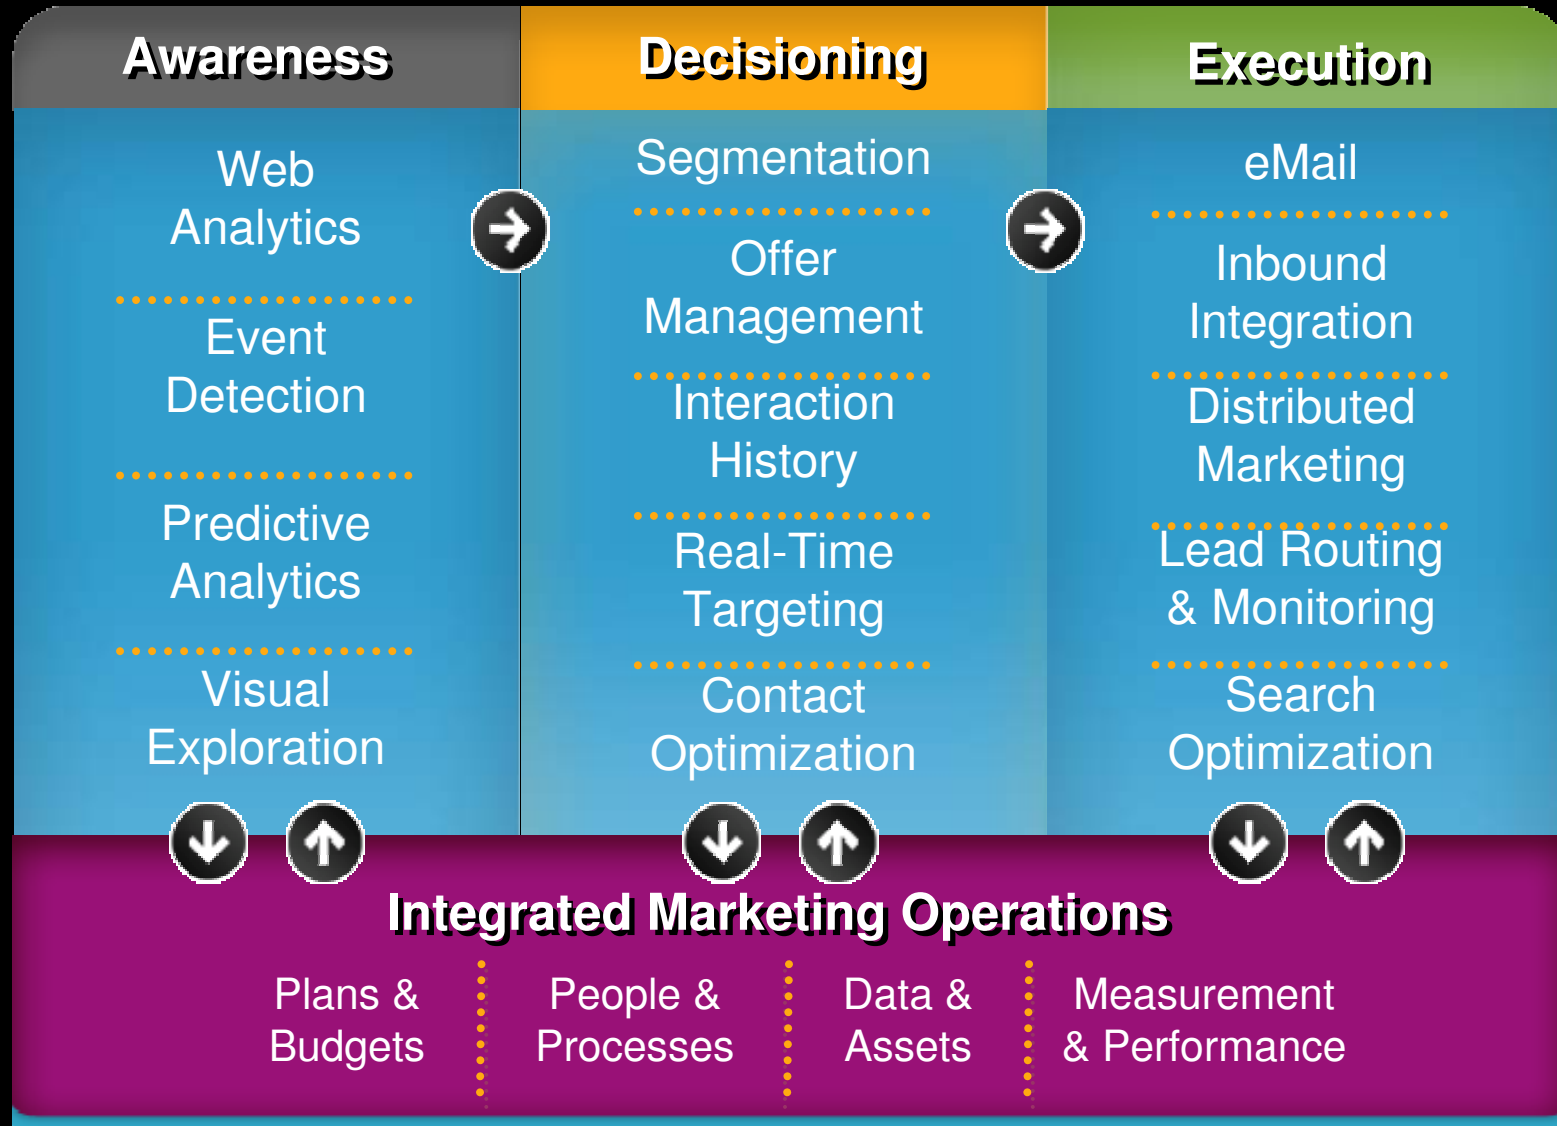 Awareness
Web
Analytics
Event
Detection
Predictive
Analytics
Visual
Exploration
Decisioning
Segmentation
Offer
Management
Interaction
History
Real-Time
Targeting
Contact
Optimization
Execution
eMail
Inbound
Integration
Distributed
Marketing
Lead Routing
& Monitoring
Search
Optimization
Integrated Marketing Operations
Plans &
Budgets
People &
Processes
Data &
Assets
Measurement
& Performance